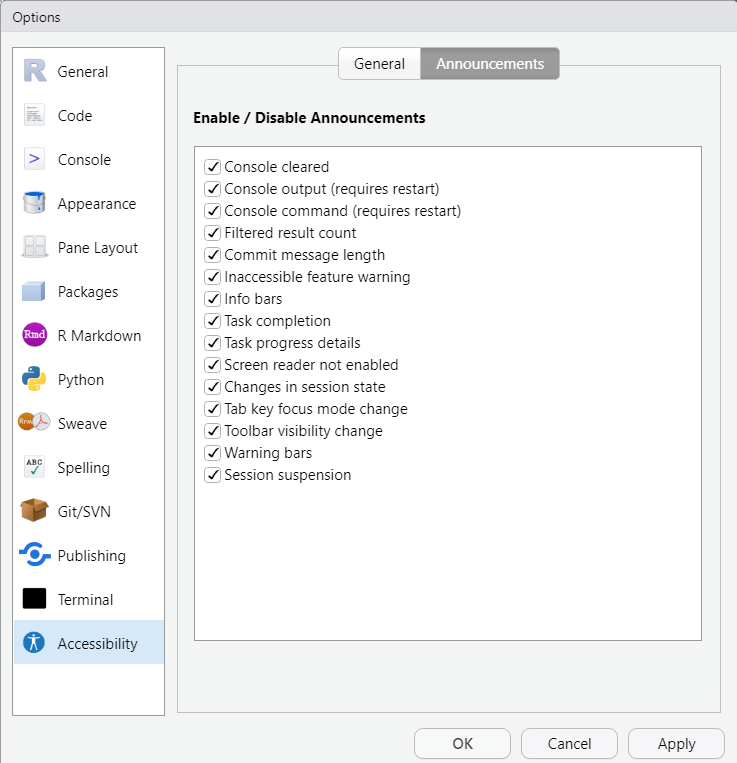 Options
General
Code
Console
Appearance
Pane Layout
Packages
Rmd R Markdown
Python
Rnw Sweave
ABC Spelling
Git/SVN
Publishing
Terminal
Accessibility
General Announcements
Enable / Disable Announcements
Console cleared
Console output (requires restart)
Console command (requires restart)
Filtered result count
Commit message length
Inaccessible feature warning
Info bars
Task completion
Task progress details
Screen reader not enabled
Changes in session state
Tab key focus mode change
Toolbar visibility change
Warning bars
Session suspension
OK Cancel Apply